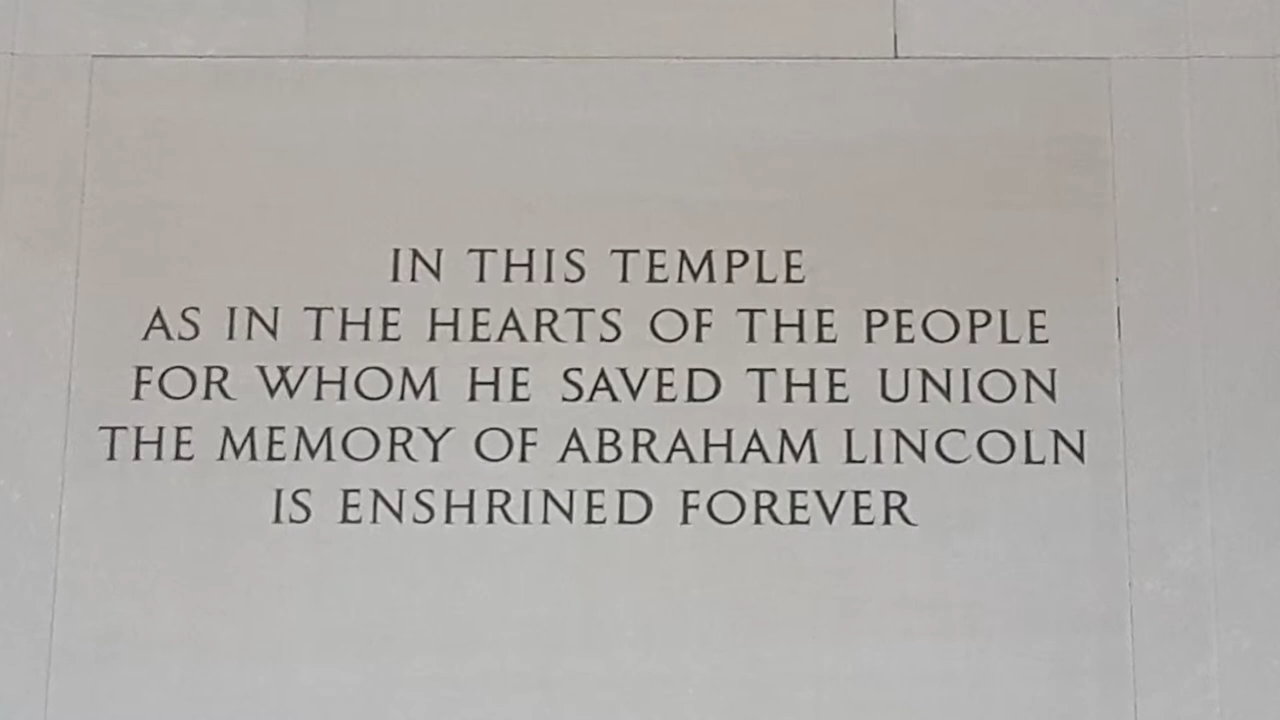 IN THIS TEMPLE
AS IN THE HEARTS OF THE PEOPLE
FOR WHOM HE SAVED THE UNION
THE MEMORY OF ABRAHAM LINCOLN
IS ENSHRINED FOREVER